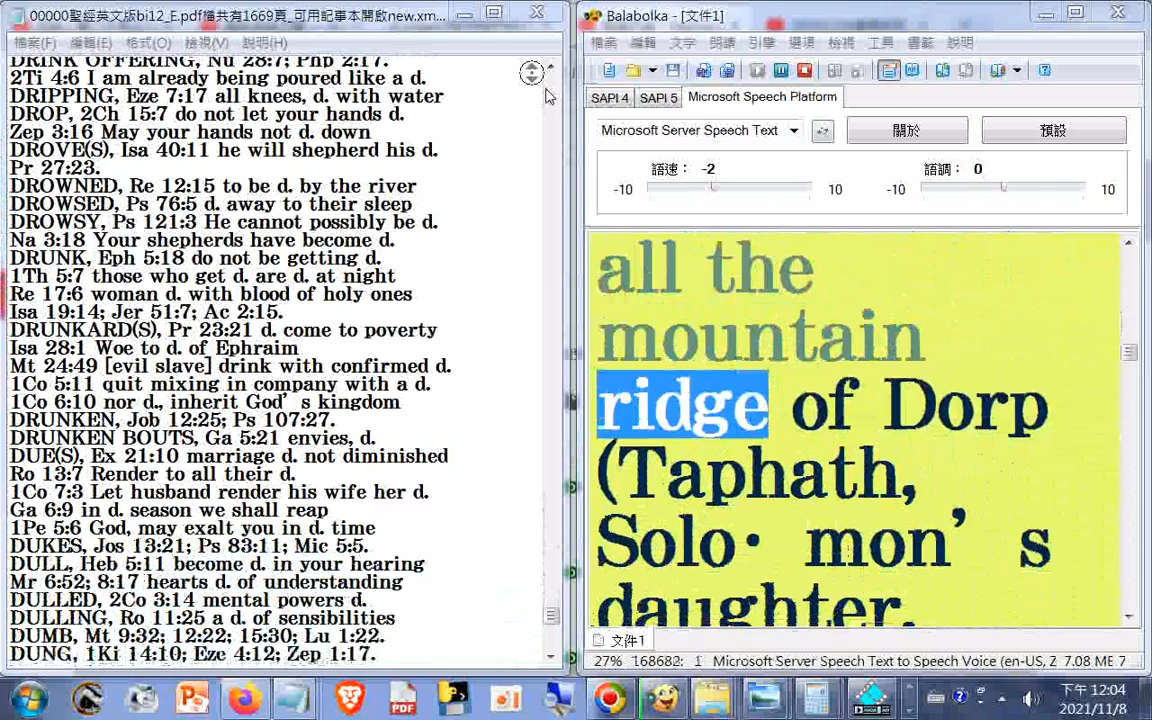 00000聖經英文版bi12_E.pdf檔共有1669頁_可用記事本開啟new.xm...
檔案(F) 編輯(E) 格式(O) 檢視(V) 說明(H)
DRINK OFFERING, Nu 28:7; Php 2:17.
2Ti 4:6 I am already being poured like a d.
DRIPPING, Eze 7:17 all knees, d. with water
DROP, 2Ch 15:7 do not let your hands d.
Zep 3:16 May your hands not d. down
DROVE(S), Isa 40:11 he will shepherd his d.
Pr 27:23.
DROWNED, Re 12:15 to be d. by the river
DROWSED, Ps 76:5 d. away to their sleep
DROWSY, Ps 121:3 He cannot possibly be d.
Na 3:18 Your shepherds have become d.
DRUNK, Eph 5:18 do not be getting d.
1Th 5:7 those who get d. are d. at night
Re 17:6 woman d. with blood of holy ones
Isa 19:14; Jer 51:7; Ac 2:15.
DRUNKARD(S), Pr 23:21 d. come to poverty
Isa 28:1 Woe to d. of Ephraim
Mt 24:49 [evil slave] drink with confirmed d.
1Co 5:11 quit mixing in company with a d.
1Co 6:10 nor d., inherit God’s kingdom
DRUNKEN, Job 12:25; Ps 107:27.
DRUNKEN BOUTS, Ga 5:21 envies, d.
DUE(S), Ex 21:10 marriage d. not diminished
Ro 13:7 Render to all their d.
1Co 7:3 Let husband render his wife her d.
Ga 6:9 in d. season we shall reap
1Pe 5:6 God, may exalt you in d. time
DUKES, Jos 13:21; Ps 83:11; Mic 5:5.
DULL, Heb 5:11 become d. in your hearing
Mr 6:52; 8:17 hearts d. of understanding
DULLED, 2Co 3:14 mental powers d.
DULLING, Ro 11:25 a d. of sensibilities
DUMB, Mt 9:32; 12:22; 15:30; Lu 1:22.
DUNG, 1Ki 14:10; Eze 4:12; Zep 1:17.
Balabolka - [文件1]
檔案 編輯 文字 朗讀 引擎 選項 檢視 工具 書籤 說明
SAPI 4 SAPI 5 Microsoft Speech Platform
Microsoft Server Speech Text 關於 預設
語速： -2 語調： 0
-10 10 -10 10
all the
mountain
ridge of Dorp
(Taphath,
Solo· mon’s
daughter,
文件1
27% 168682: 1 Microsoft Server Speech Text to Speech Voice (en-US, Z 7.08 MB 7
PDF
下午 12:04
2021/11/8